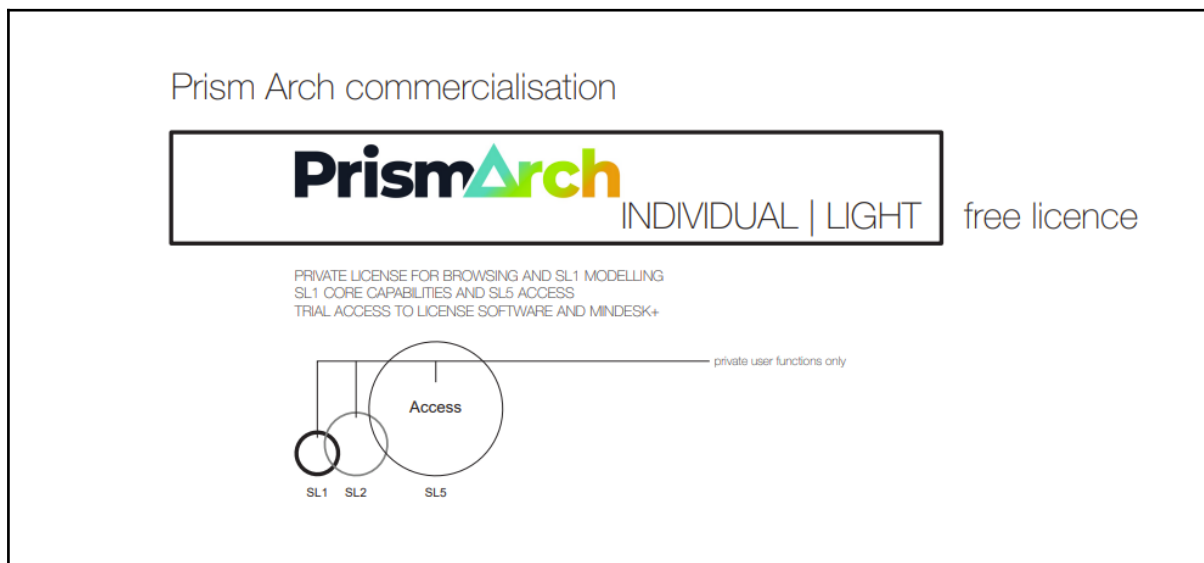 Prism Arch commercialisation
PrismArch
INDIVIDUAL | LIGHT
free licence
PRIVATE LICENSE FOR BROWSING AND SL1 MODELLING
SL1 CORE CAPABILITIES AND SL5 ACCESS
TRIAL ACCESS TO LICENSE SOFTWARE AND MINDESK+
private user functions only
Access
SL1 SL2 SL5